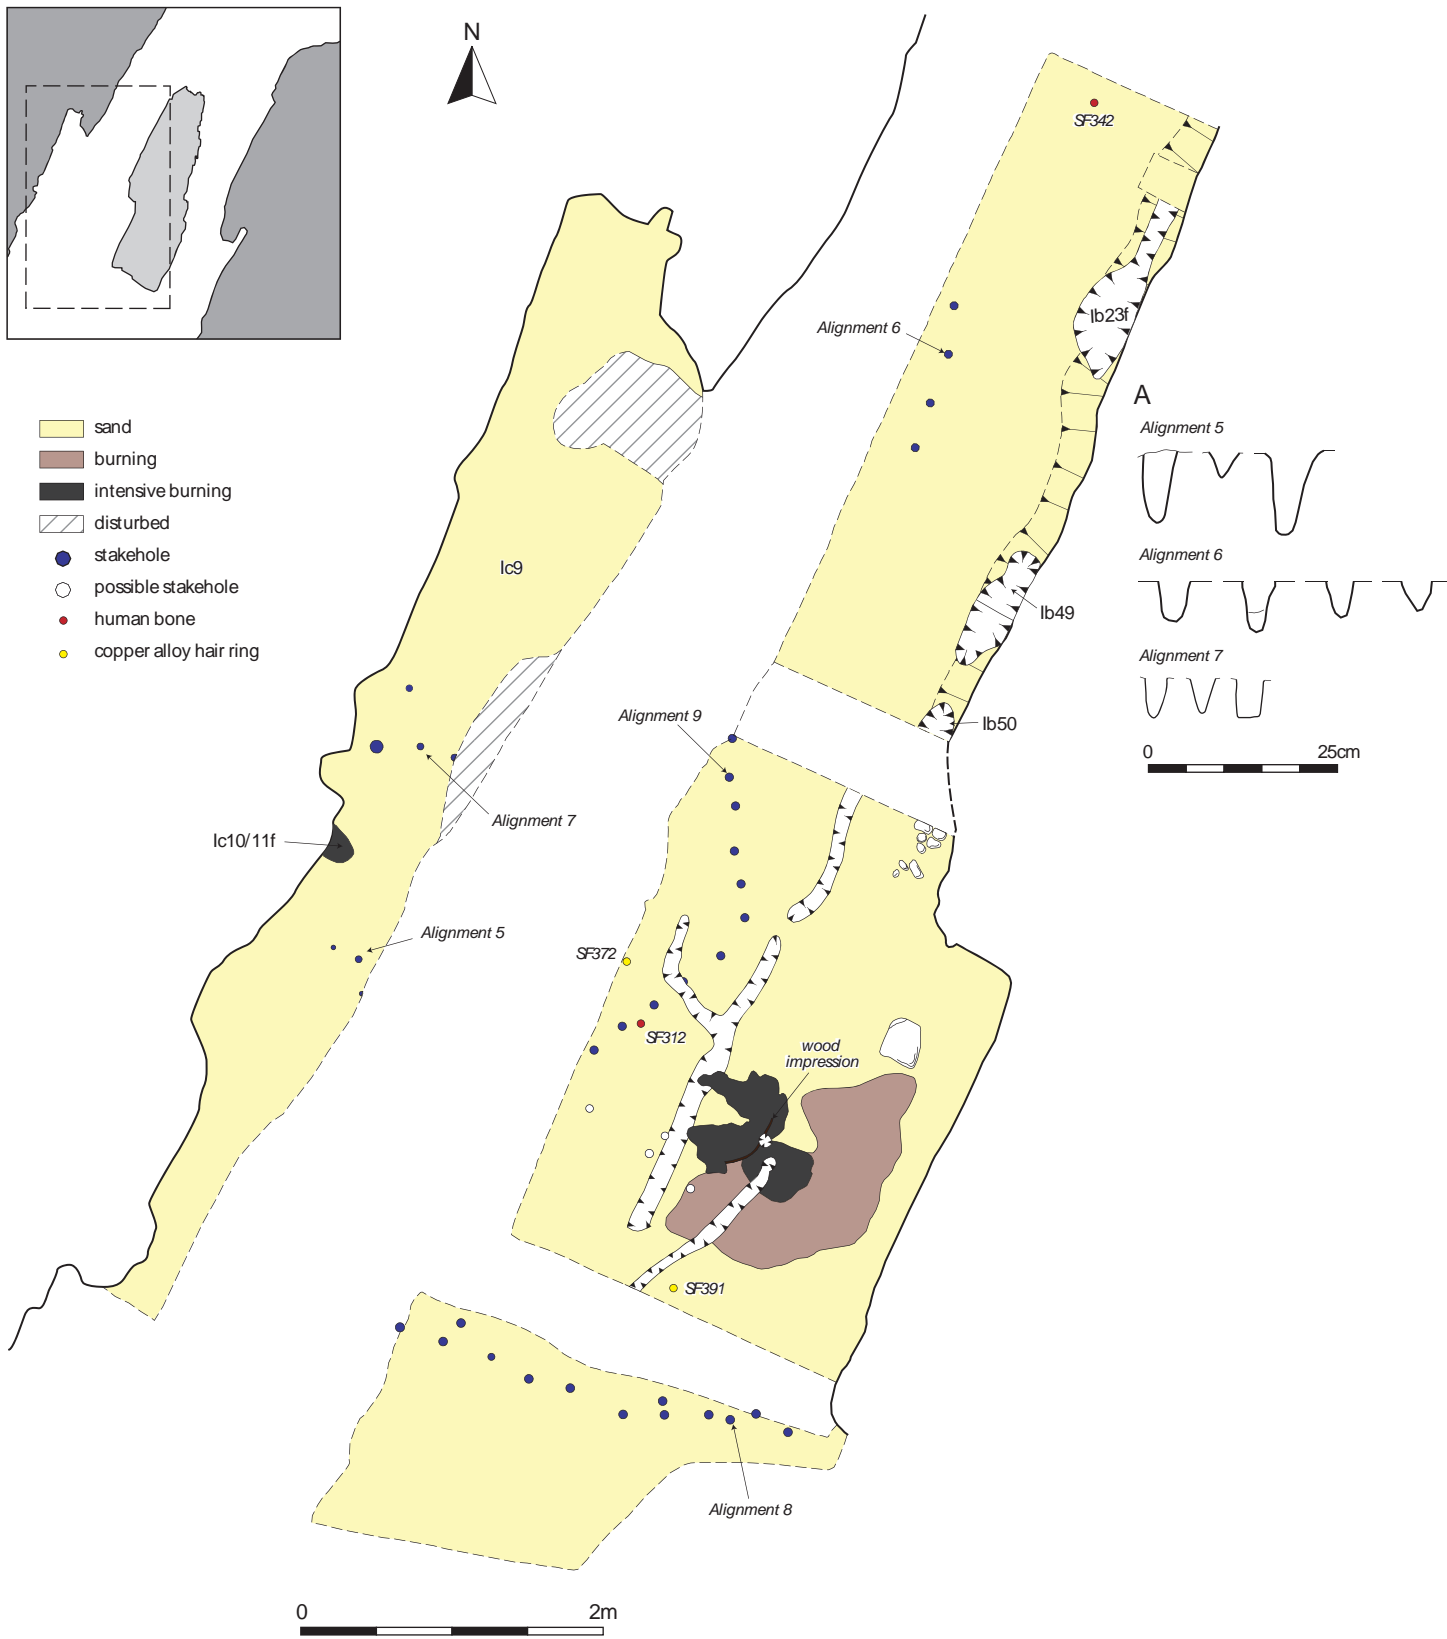 N
SF342
Alignment 6
Ib23f
sand
burning
intensive burning
disturbed
stakehole
possible stakehole
human bone
copper alloy hair ring
Ic9
A
Alignment 5
Alignment 6
Alignment 7
0 25cm
Ib49
Ib50
Alignment 9
Alignment 7
Ic10/11f
Alignment 5
SF372
SF312
wood
impression
SF391
Alignment 8
0 2m